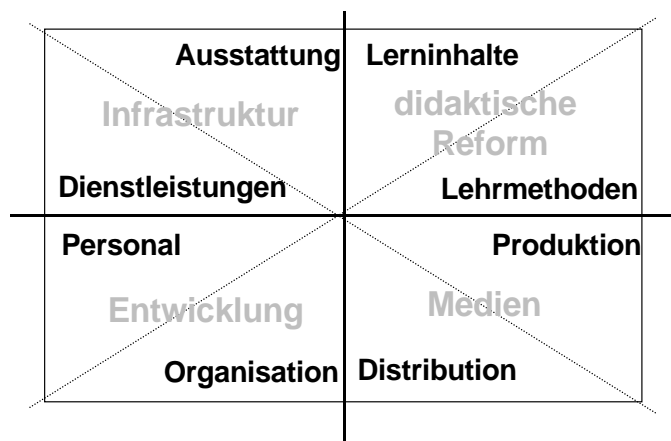 Ausstattung
Lerninhalte
Infrastruktur
didaktische
Reform
Dienstleistungen
Lehrmethoden
Personal
Produktion
Entwicklung
Medien
Organisation
Distribution